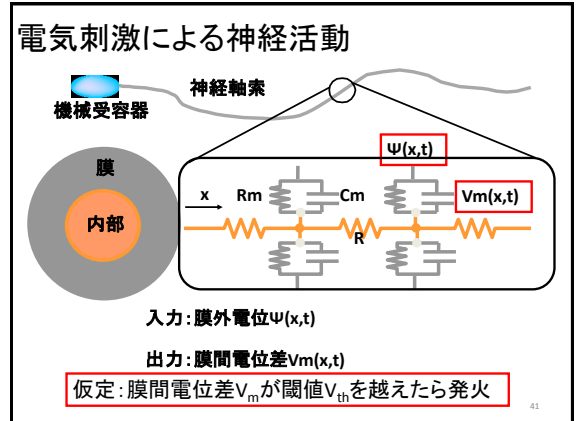 電気刺激による神経活動
神経軸索
機械受容器
Ψ(x,t)
膜
x
Rm
Cm
Vm(x,t)
内部
R
入力：膜外電位Ψ(x,t)
出力：膜間電位差Vm(x,t)
仮定：膜間電位差Vmが閾値Vthを越えたら発火
41